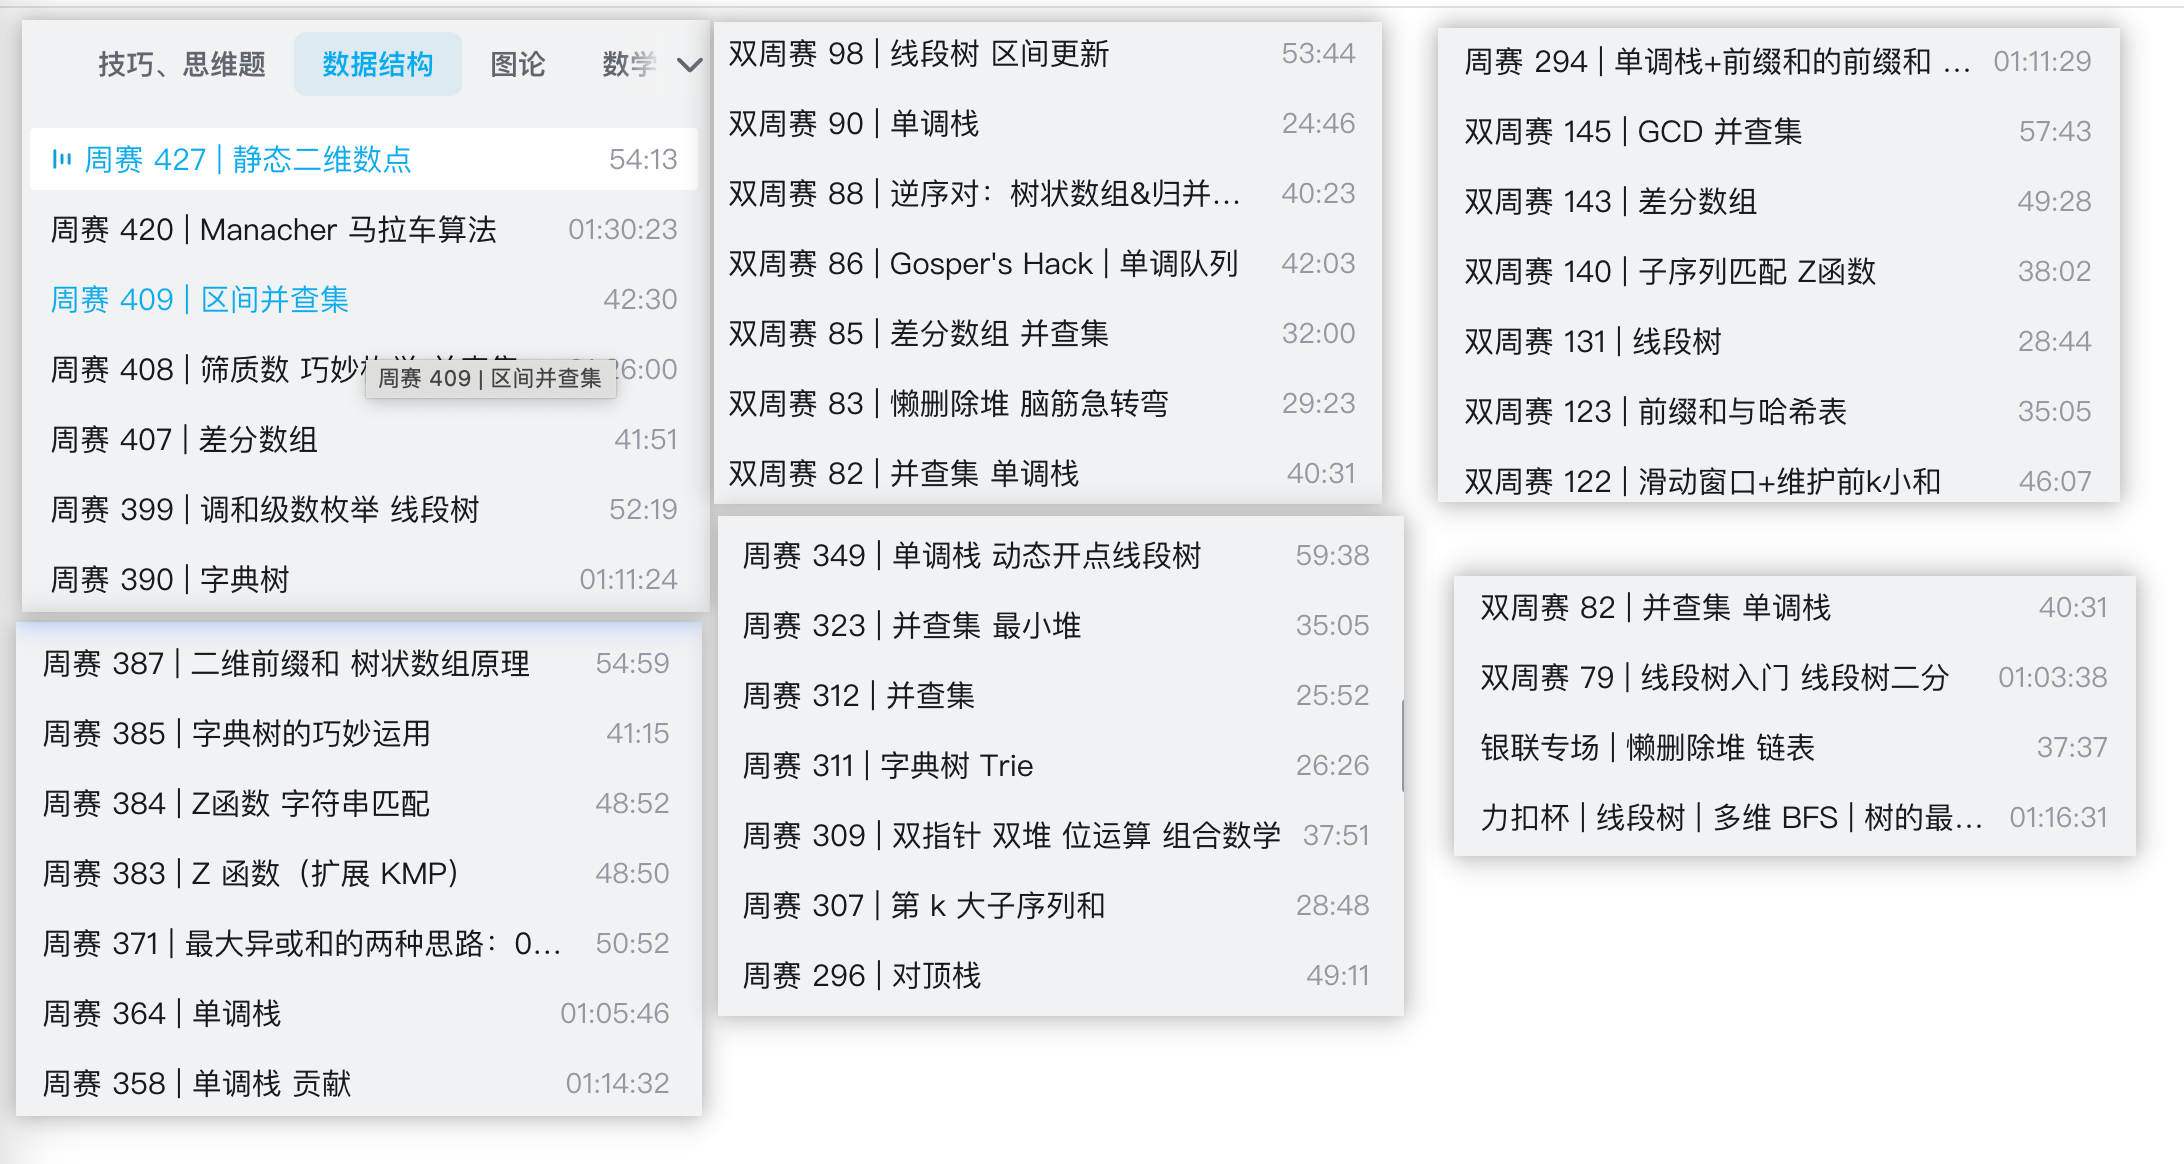 技巧、思维题 数据结构 图论 数学
周赛 427 | 静态二维数点 54:13
周赛 420 | Manacher 马拉车算法 01:30:23
周赛 409 | 区间并查集 42:30
周赛 408 | 筛质数 巧妙 26:00
周赛 409 | 区间并查集
周赛 407 | 差分数组 41:51
周赛 399 | 调和级数枚举 线段树 52:19
周赛 390 | 字典树 01:11:24
周赛 387 | 二维前缀和 树状数组原理 54:59
周赛 385 | 字典树的巧妙运用 41:15
周赛 384 | Z函数 字符串匹配 48:52
周赛 383 | Z 函数（扩展 KMP） 48:50
周赛 371 | 最大异或和的两种思路：0... 50:52
周赛 364 | 单调栈 01:05:46
周赛 358 | 单调栈 贡献 01:14:32
双周赛 98 | 线段树 区间更新 53:44
双周赛 90 | 单调栈 24:46
双周赛 88 | 逆序对：树状数组&归并... 40:23
双周赛 86 | Gosper's Hack | 单调队列 42:03
双周赛 85 | 差分数组 并查集 32:00
双周赛 83 | 懒删除堆 脑筋急转弯 29:23
双周赛 82 | 并查集 单调栈 40:31
周赛 349 | 单调栈 动态开点线段树 59:38
周赛 323 | 并查集 最小堆 35:05
周赛 312 | 并查集 25:52
周赛 311 | 字典树 Trie 26:26
周赛 309 | 双指针 双堆 位运算 组合数学 37:51
周赛 307 | 第 k 大子序列和 28:48
周赛 296 | 对顶栈 49:11
周赛 294 | 单调栈+前缀和的前缀和 ... 01:11:29
双周赛 145 | GCD 并查集 57:43
双周赛 143 | 差分数组 49:28
双周赛 140 | 子序列匹配 Z函数 38:02
双周赛 131 | 线段树 28:44
双周赛 123 | 前缀和与哈希表 35:05
双周赛 122 | 滑动窗口+维护前k小和 46:07
双周赛 82 | 并查集 单调栈 40:31
双周赛 79 | 线段树入门 线段树二分 01:03:38
银联专场 | 懒删除堆 链表 37:37
力扣杯 | 线段树 | 多维 BFS | 树的最... 01:16:31